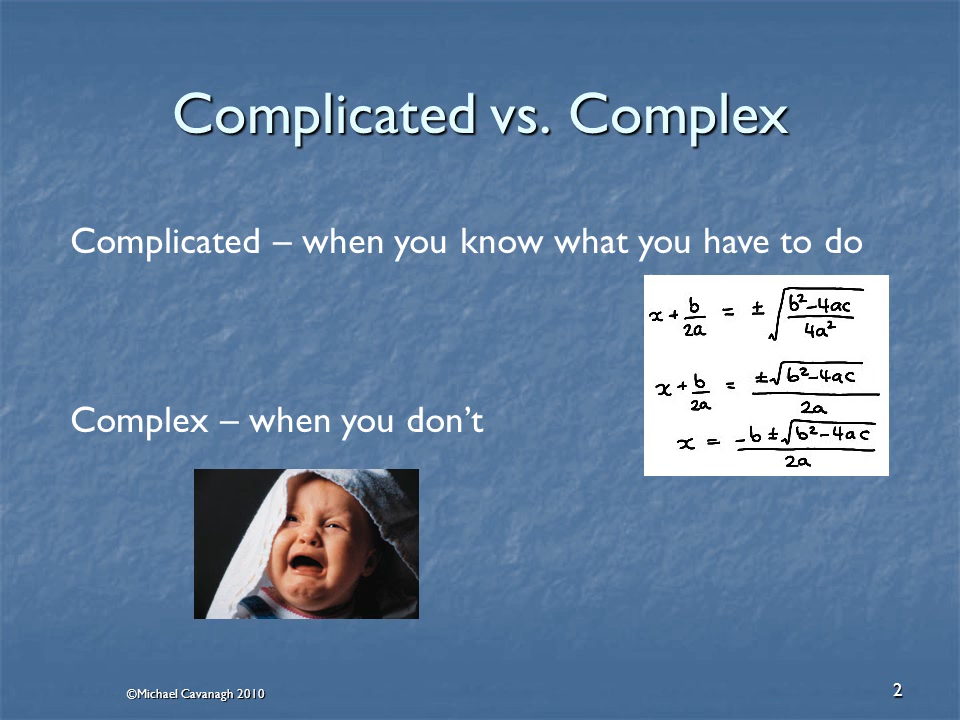 Complicated vs. Complex
Complicated – when you know what you have to do
x + b/2a = ± √(b²-4ac / 4a²)
x + b/2a = ±√(b²-4ac) / 2a
Complex – when you don't
x = -b ± √(b²-4ac) / 2a
©Michael Cavanagh 2010
2